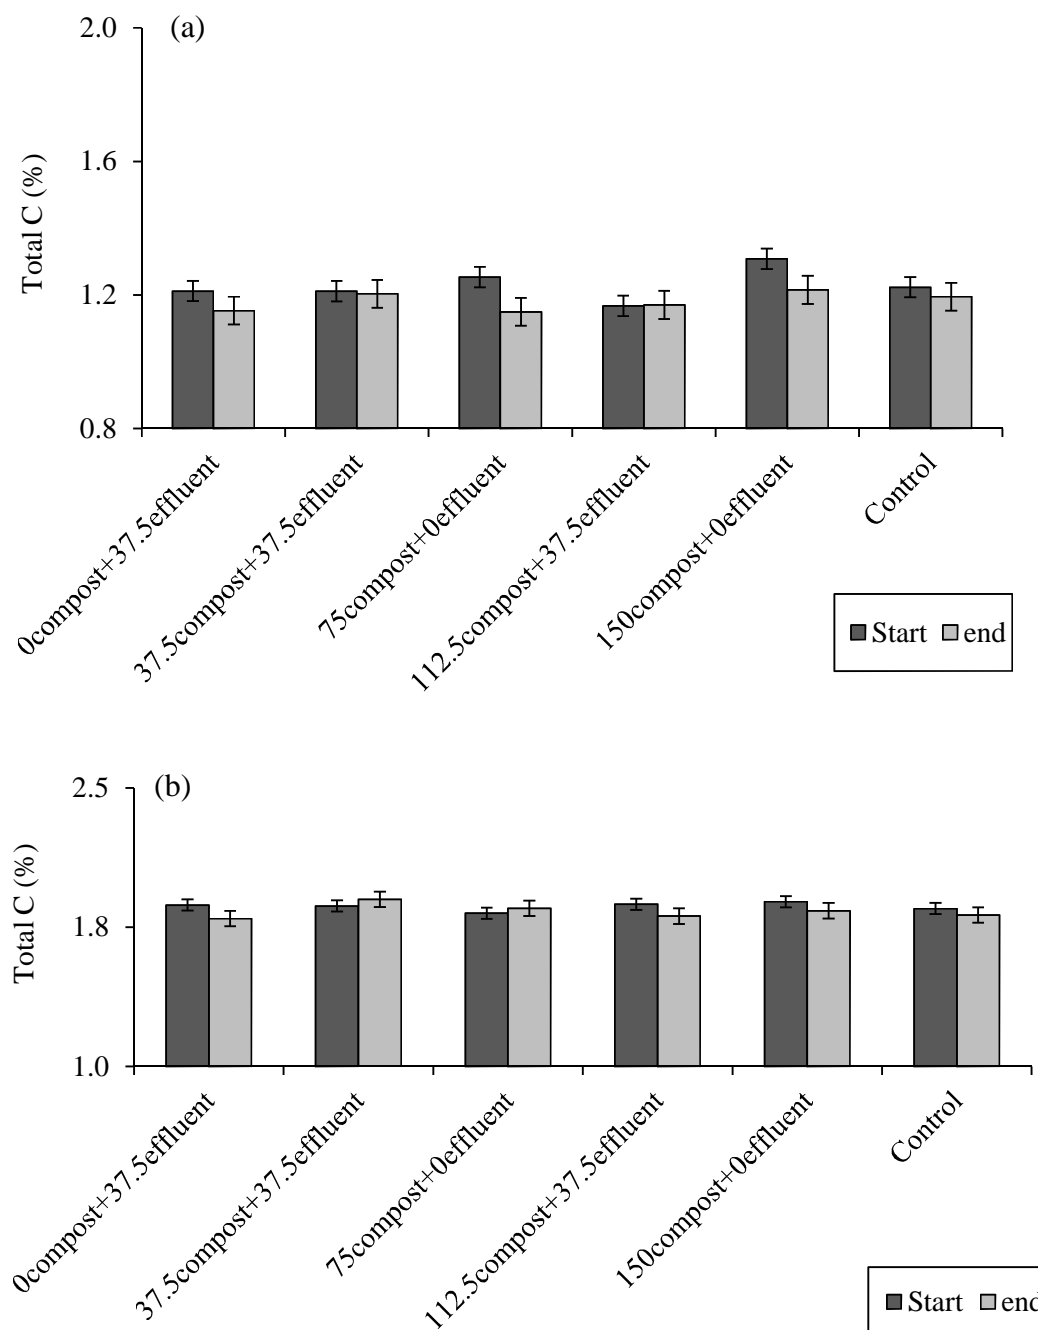 (a)
2.0
1.6
1.2
0.8
Total C (%)
0compost+37.5effluent
37.5compost+37.5effluent
75compost+0effluent
112.5compost+37.5effluent
150compost+0effluent
Control
Start end
(b)
2.5
1.8
1.0
Total C (%)
0compost+37.5effluent
37.5compost+37.5effluent
75compost+0effluent
112.5compost+37.5effluent
150compost+0effluent
Control
Start end